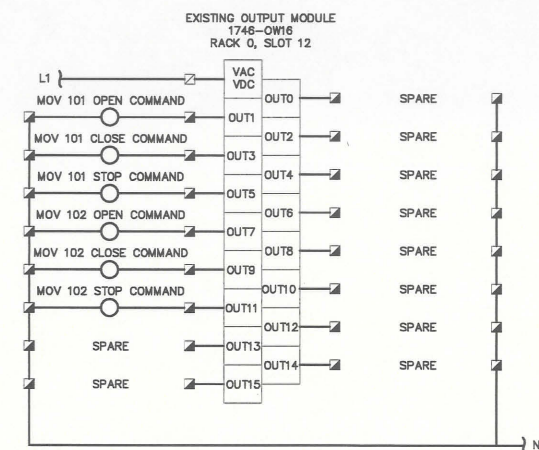 EXISTING OUTPUT MODULE
1746-OW16
RACK 0, SLOT 12
L1
VAC
VDC
OUT0
SPARE
MOV 101 OPEN COMMAND
OUT1
OUT2
SPARE
MOV 101 CLOSE COMMAND
OUT3
OUT4
SPARE
MOV 101 STOP COMMAND
OUT5
OUT6
SPARE
MOV 102 OPEN COMMAND
OUT7
OUT8
SPARE
MOV 102 CLOSE COMMAND
OUT9
OUT10
SPARE
MOV 102 STOP COMMAND
OUT11
OUT12
SPARE
SPARE
OUT13
OUT14
SPARE
SPARE
OUT15
N